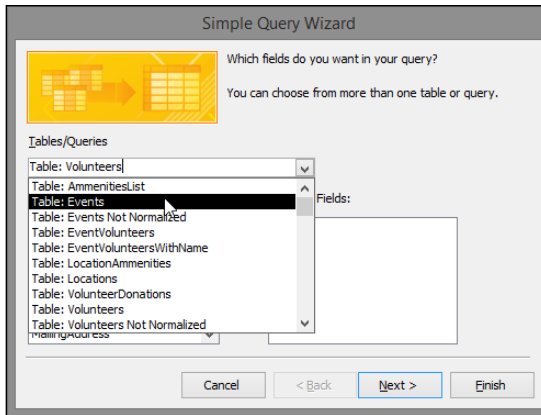 Simple Query Wizard
Which fields do you want in your query?
You can choose from more than one table or query.
Tables/Queries
Table: Volunteers
Table: AmmenitiesList
Table: Events
Table: Events Not Normalized
Table: EventVolunteers
Table: EventVolunteersWithName
Table: LocationAmmenities
Table: Locations
Table: VolunteerDonations
Table: Volunteers
Table: Volunteers Not Normalized
Fields:
MailingAddress
Cancel
< Back
Next >
Finish